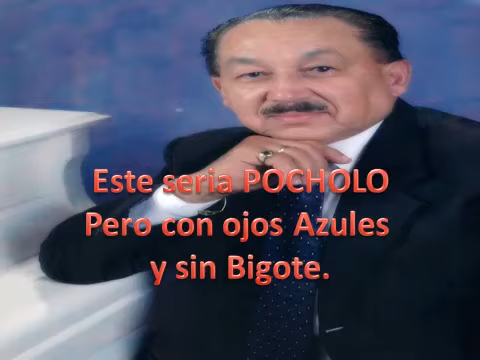 Este seria POCHOLO
Pero con ojos Azules
y sin Bigote.